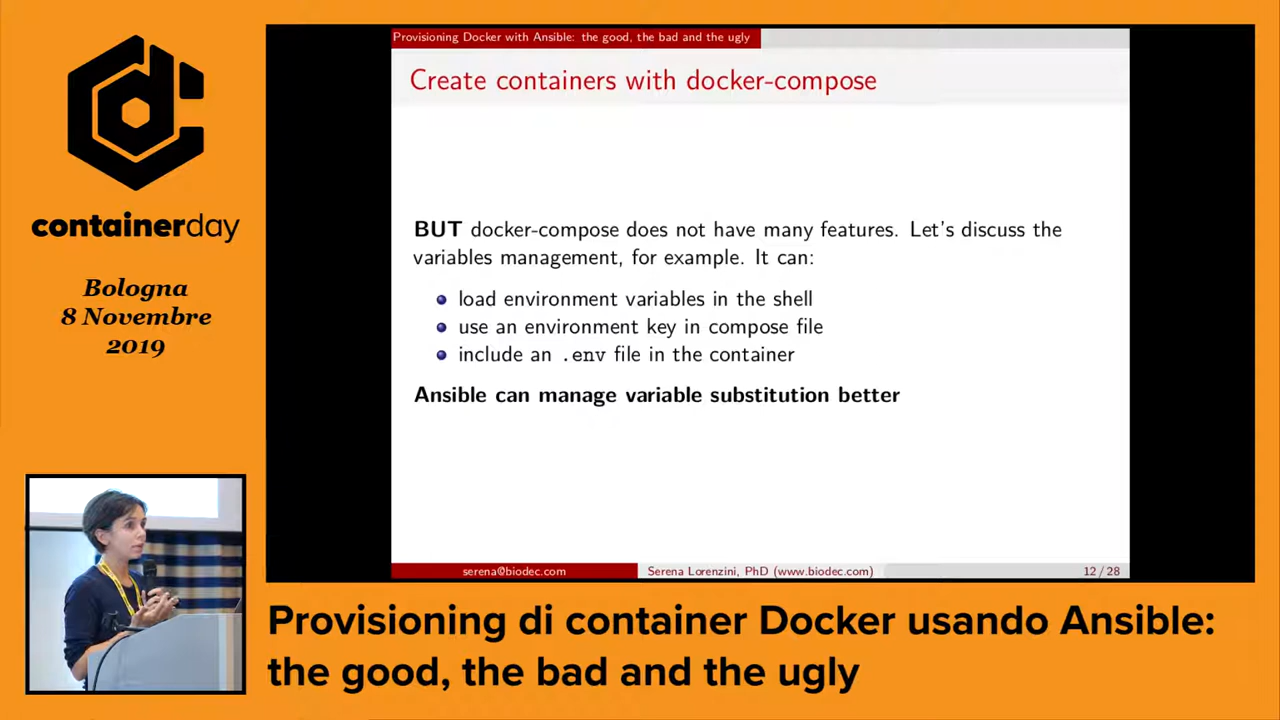 containerday
Bologna
8 Novembre
2019
Provisioning Docker with Ansible: the good, the bad and the ugly
Create containers with docker-compose
BUT docker-compose does not have many features. Let's discuss the
variables management, for example. It can:
load environment variables in the shell
use an environment key in compose file
include an .env file in the container
Ansible can manage variable substitution better
serena@biodec.com
Serena Lorenzini, PhD (www.biodec.com)
12 / 28
Provisioning di container Docker usando Ansible:
the good, the bad and the ugly